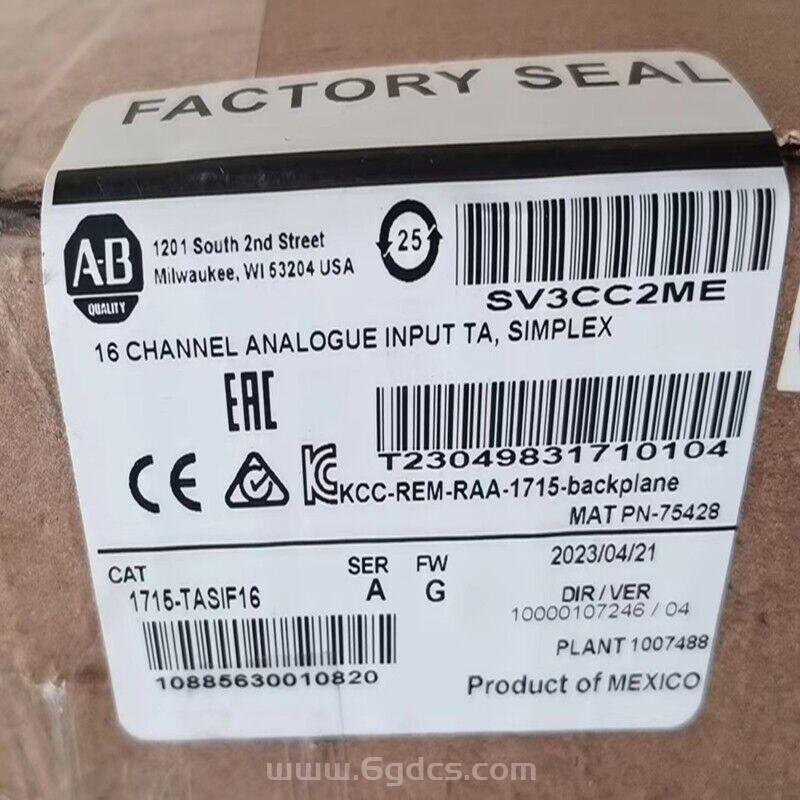 FACTORY SEAL
A-B
QUALITY
1201 South 2nd Street
Milwaukee, WI 53204 USA
25
SV3CC2ME
16 CHANNEL ANALOGUE INPUT TA, SIMPLEX
EAC
T23049831710104
CE
KC
KCC-REM-RAA-1715-backplane
MAT PN-75428
CAT
1715-TASIF16
SER
A
FW
G
2023/04/21
DIR/VER
10000107246 / 04
10885630010820
PLANT 1007488
Product of MEXICO
www.6gdcs.com